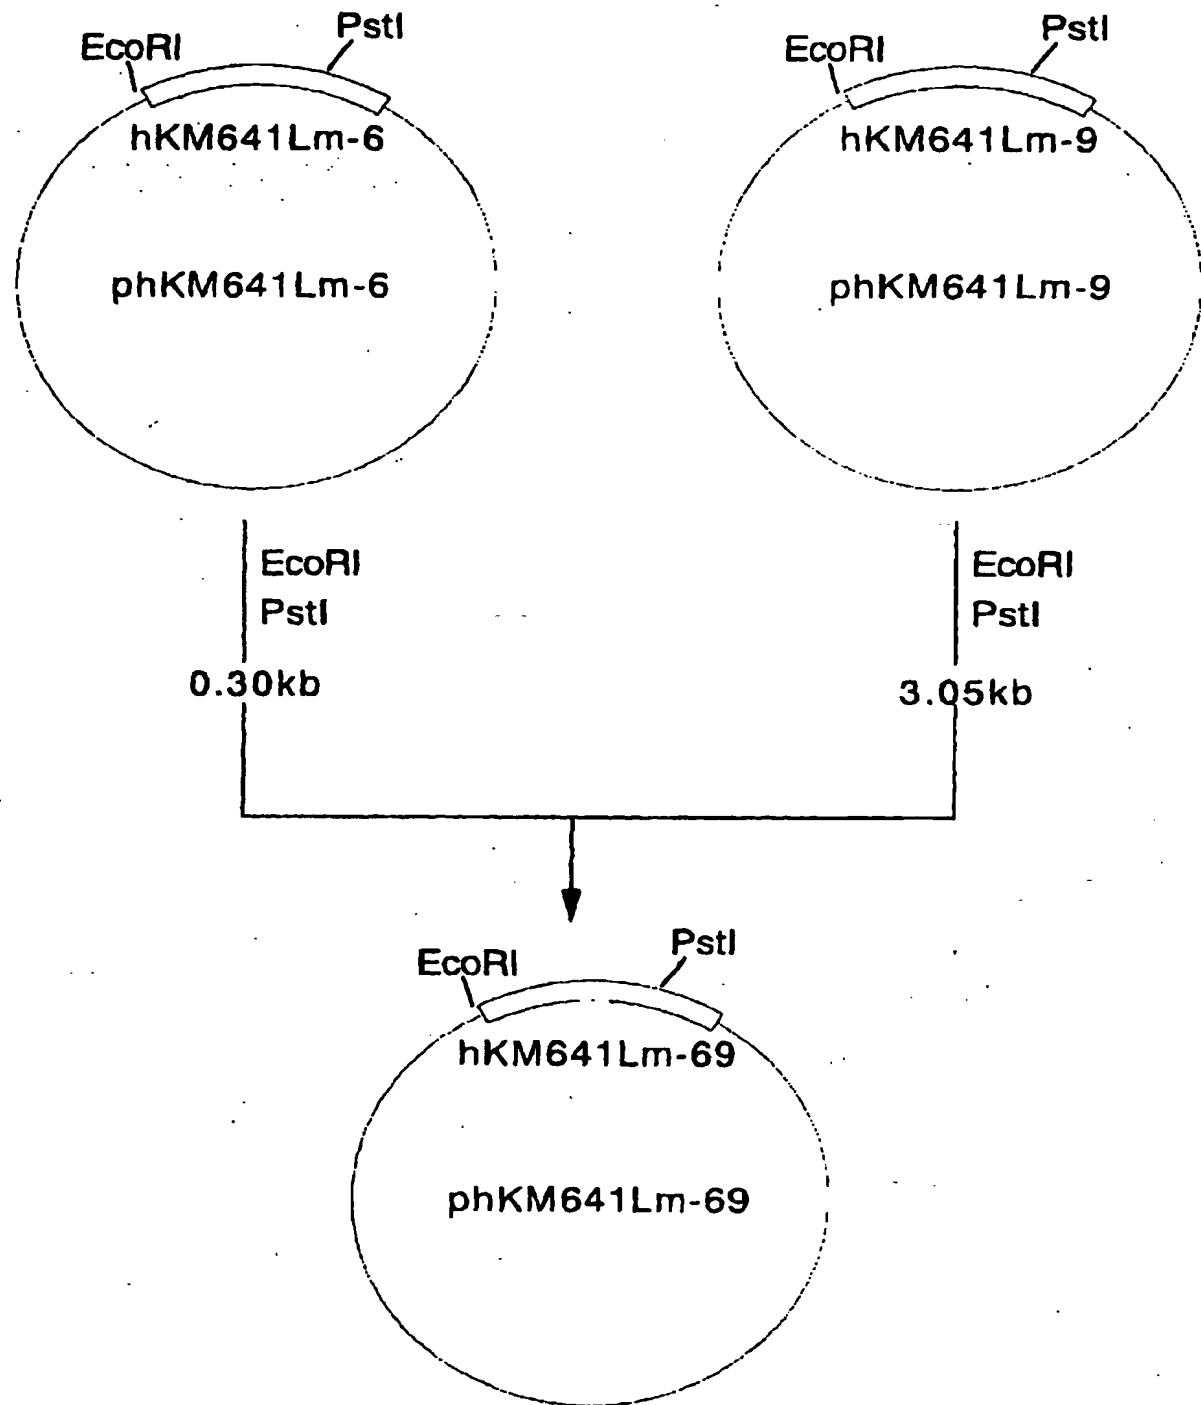 EcoRI
PstI
hKM641Lm-6
phKM641Lm-6
EcoRI
PstI
hKM641Lm-9
phKM641Lm-9
EcoRI
PstI
0.30kb
EcoRI
PstI
3.05kb
EcoRI
PstI
hKM641Lm-69
phKM641Lm-69